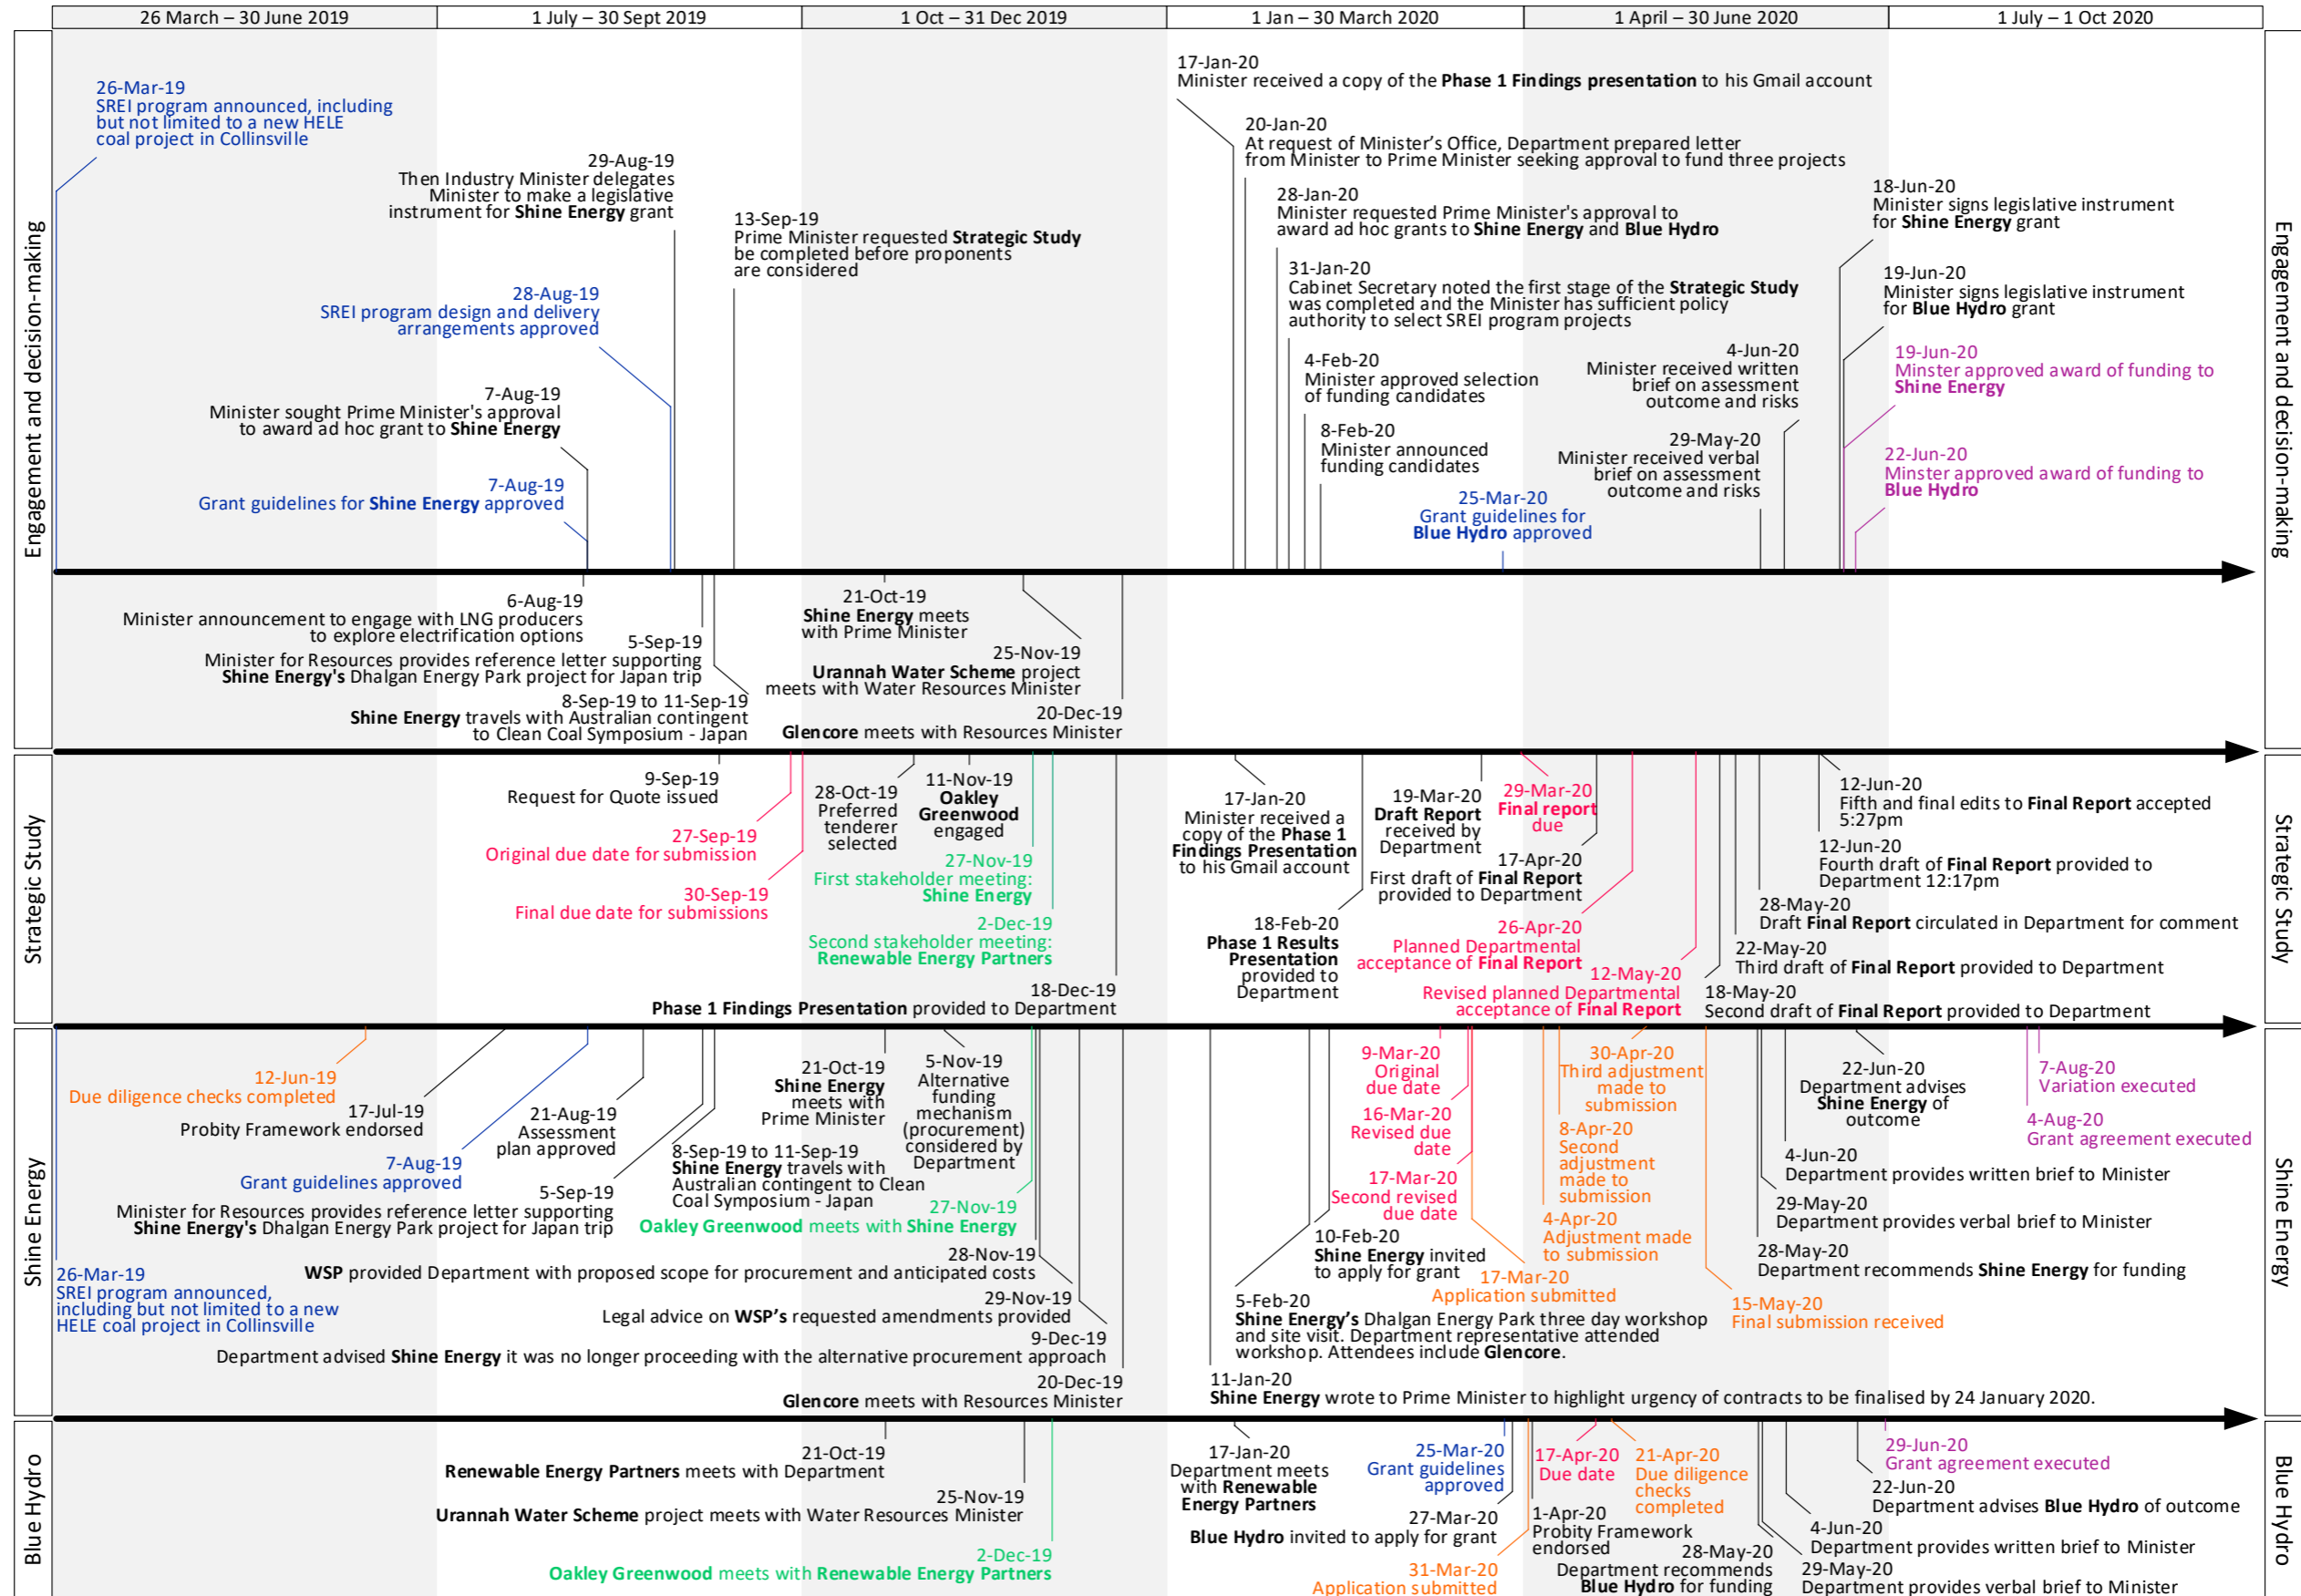 26 March – 30 June 2019
1 July – 30 Sept 2019
1 Oct – 31 Dec 2019
1 Jan – 30 March 2020
1 April – 30 June 2020
1 July – 1 Oct 2020
Engagement and decision-making
26-Mar-19
SREI program announced, including
but not limited to a new HELE
coal project in Collinsville
29-Aug-19
Then Industry Minister delegates
Minister to make a legislative
instrument for Shine Energy grant
28-Aug-19
SREI program design and delivery
arrangements approved
7-Aug-19
Minister sought Prime Minister's approval
to award ad hoc grant to Shine Energy
7-Aug-19
Grant guidelines for Shine Energy approved
13-Sep-19
Prime Minister requested Strategic Study
be completed before proponents
are considered
17-Jan-20
Minister received a copy of the Phase 1 Findings presentation to his Gmail account
20-Jan-20
At request of Minister's Office, Department prepared letter
from Minister to Prime Minister seeking approval to fund three projects
28-Jan-20
Minister requested Prime Minister's approval to
award ad hoc grants to Shine Energy and Blue Hydro
31-Jan-20
Cabinet Secretary noted the first stage of the Strategic Study
was completed and the Minister has sufficient policy
authority to select SREI program projects
4-Feb-20
Minister approved selection
of funding candidates
8-Feb-20
Minister announced
funding candidates
25-Mar-20
Grant guidelines for
Blue Hydro approved
4-Jun-20
Minister received written
brief on assessment
outcome and risks
29-May-20
Minister received verbal
brief on assessment
outcome and risks
18-Jun-20
Minister signs legislative instrument
for Shine Energy grant
19-Jun-20
Minister signs legislative instrument
for Blue Hydro grant
19-Jun-20
Minster approved award of funding to
Shine Energy
22-Jun-20
Minster approved award of funding to
Blue Hydro
Engagement and decision-making
6-Aug-19
Minister announcement to engage with LNG producers
to explore electrification options
5-Sep-19
Minister for Resources provides reference letter supporting
Shine Energy's Dhalgan Energy Park project for Japan trip
8-Sep-19 to 11-Sep-19
Shine Energy travels with Australian contingent
to Clean Coal Symposium - Japan
21-Oct-19
Shine Energy meets
with Prime Minister
25-Nov-19
Urannah Water Scheme project
meets with Water Resources Minister
20-Dec-19
Glencore meets with Resources Minister
Strategic Study
9-Sep-19
Request for Quote issued
27-Sep-19
Original due date for submission
30-Sep-19
Final due date for submissions
28-Oct-19
Preferred
tenderer
selected
11-Nov-19
Oakley
Greenwood
engaged
27-Nov-19
First stakeholder meeting:
Shine Energy
2-Dec-19
Second stakeholder meeting:
Renewable Energy Partners
18-Dec-19
Phase 1 Findings Presentation provided to Department
17-Jan-20
Minister received a
copy of the Phase 1
Findings Presentation
to his Gmail account
18-Feb-20
Phase 1 Results
Presentation
provided to
Department
19-Mar-20
Draft Report
received by
Department
29-Mar-20
Final report
due
17-Apr-20
First draft of Final Report
provided to Department
26-Apr-20
Planned Departmental
acceptance of Final Report
12-May-20
Revised planned Departmental
acceptance of Final Report
12-Jun-20
Fifth and final edits to Final Report accepted
5:27pm
12-Jun-20
Fourth draft of Final Report provided to
Department 12:17pm
28-May-20
Draft Final Report circulated in Department for comment
22-May-20
Third draft of Final Report provided to Department
18-May-20
Second draft of Final Report provided to Department
Strategic Study
Shine Energy
12-Jun-19
Due diligence checks completed
17-Jul-19
Probity Framework endorsed
7-Aug-19
Grant guidelines approved
21-Aug-19
Assessment
plan approved
5-Sep-19
Minister for Resources provides reference letter supporting
Shine Energy's Dhalgan Energy Park project for Japan trip
26-Mar-19
SREI program announced,
including but not limited to a new
HELE coal project in Collinsville
8-Sep-19 to 11-Sep-19
Shine Energy travels with
Australian contingent to Clean
Coal Symposium - Japan
21-Oct-19
Shine Energy
meets with
Prime Minister
5-Nov-19
Alternative
funding
mechanism
(procurement)
considered by
Department
27-Nov-19
Oakley Greenwood meets with Shine Energy
28-Nov-19
WSP provided Department with proposed scope for procurement and anticipated costs
29-Nov-19
Legal advice on WSP's requested amendments provided
9-Dec-19
Department advised Shine Energy it was no longer proceeding with the alternative procurement approach
20-Dec-19
Glencore meets with Resources Minister
9-Mar-20
Original
due date
16-Mar-20
Revised due
date
17-Mar-20
Second revised
due date
10-Feb-20
Shine Energy invited
to apply for grant
17-Mar-20
Application submitted
5-Feb-20
Shine Energy's Dhalgan Energy Park three day workshop
and site visit. Department representative attended
workshop. Attendees include Glencore.
11-Jan-20
Shine Energy wrote to Prime Minister to highlight urgency of contracts to be finalised by 24 January 2020.
30-Apr-20
Third adjustment
made to
submission
8-Apr-20
Second
adjustment
made to
submission
4-Apr-20
Adjustment made
to submission
15-May-20
Final submission received
22-Jun-20
Department advises
Shine Energy of
outcome
4-Jun-20
Department provides written brief to Minister
29-May-20
Department provides verbal brief to Minister
28-May-20
Department recommends Shine Energy for funding
7-Aug-20
Variation executed
4-Aug-20
Grant agreement executed
Shine Energy
Blue Hydro
21-Oct-19
Renewable Energy Partners meets with Department
25-Nov-19
Urannah Water Scheme project meets with Water Resources Minister
2-Dec-19
Oakley Greenwood meets with Renewable Energy Partners
17-Jan-20
Department meets
with Renewable
Energy Partners
25-Mar-20
Grant guidelines
approved
27-Mar-20
Blue Hydro invited to apply for grant
31-Mar-20
Application submitted
17-Apr-20
Due date
21-Apr-20
Due diligence
checks
completed
1-Apr-20
Probity Framework
endorsed
28-May-20
Department recommends
Blue Hydro for funding
29-Jun-20
Grant agreement executed
22-Jun-20
Department advises Blue Hydro of outcome
4-Jun-20
Department provides written brief to Minister
29-May-20
Department provides verbal brief to Minister
Blue Hydro